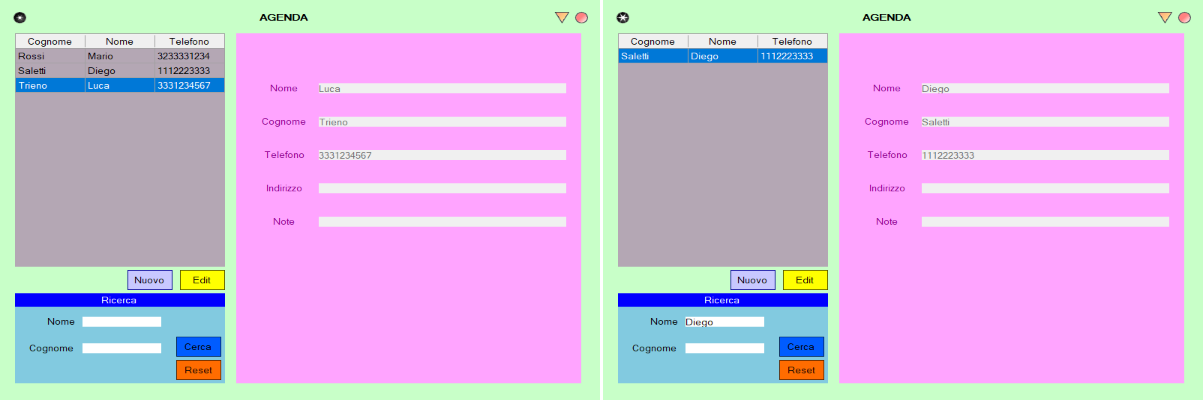 AGENDA
Cognome Nome Telefono
Rossi Mario 3233331234
Saletti Diego 1112223333
Trieno Luca 3331234567
Nome Luca
Cognome Trieno
Telefono 3331234567
Indirizzo
Note
Nuovo Edit
Ricerca
Nome
Cognome
Cerca
Reset
AGENDA
Cognome Nome Telefono
Saletti Diego 1112223333
Nome Diego
Cognome Saletti
Telefono 1112223333
Indirizzo
Note
Nuovo Edit
Ricerca
Nome Diego
Cognome
Cerca
Reset